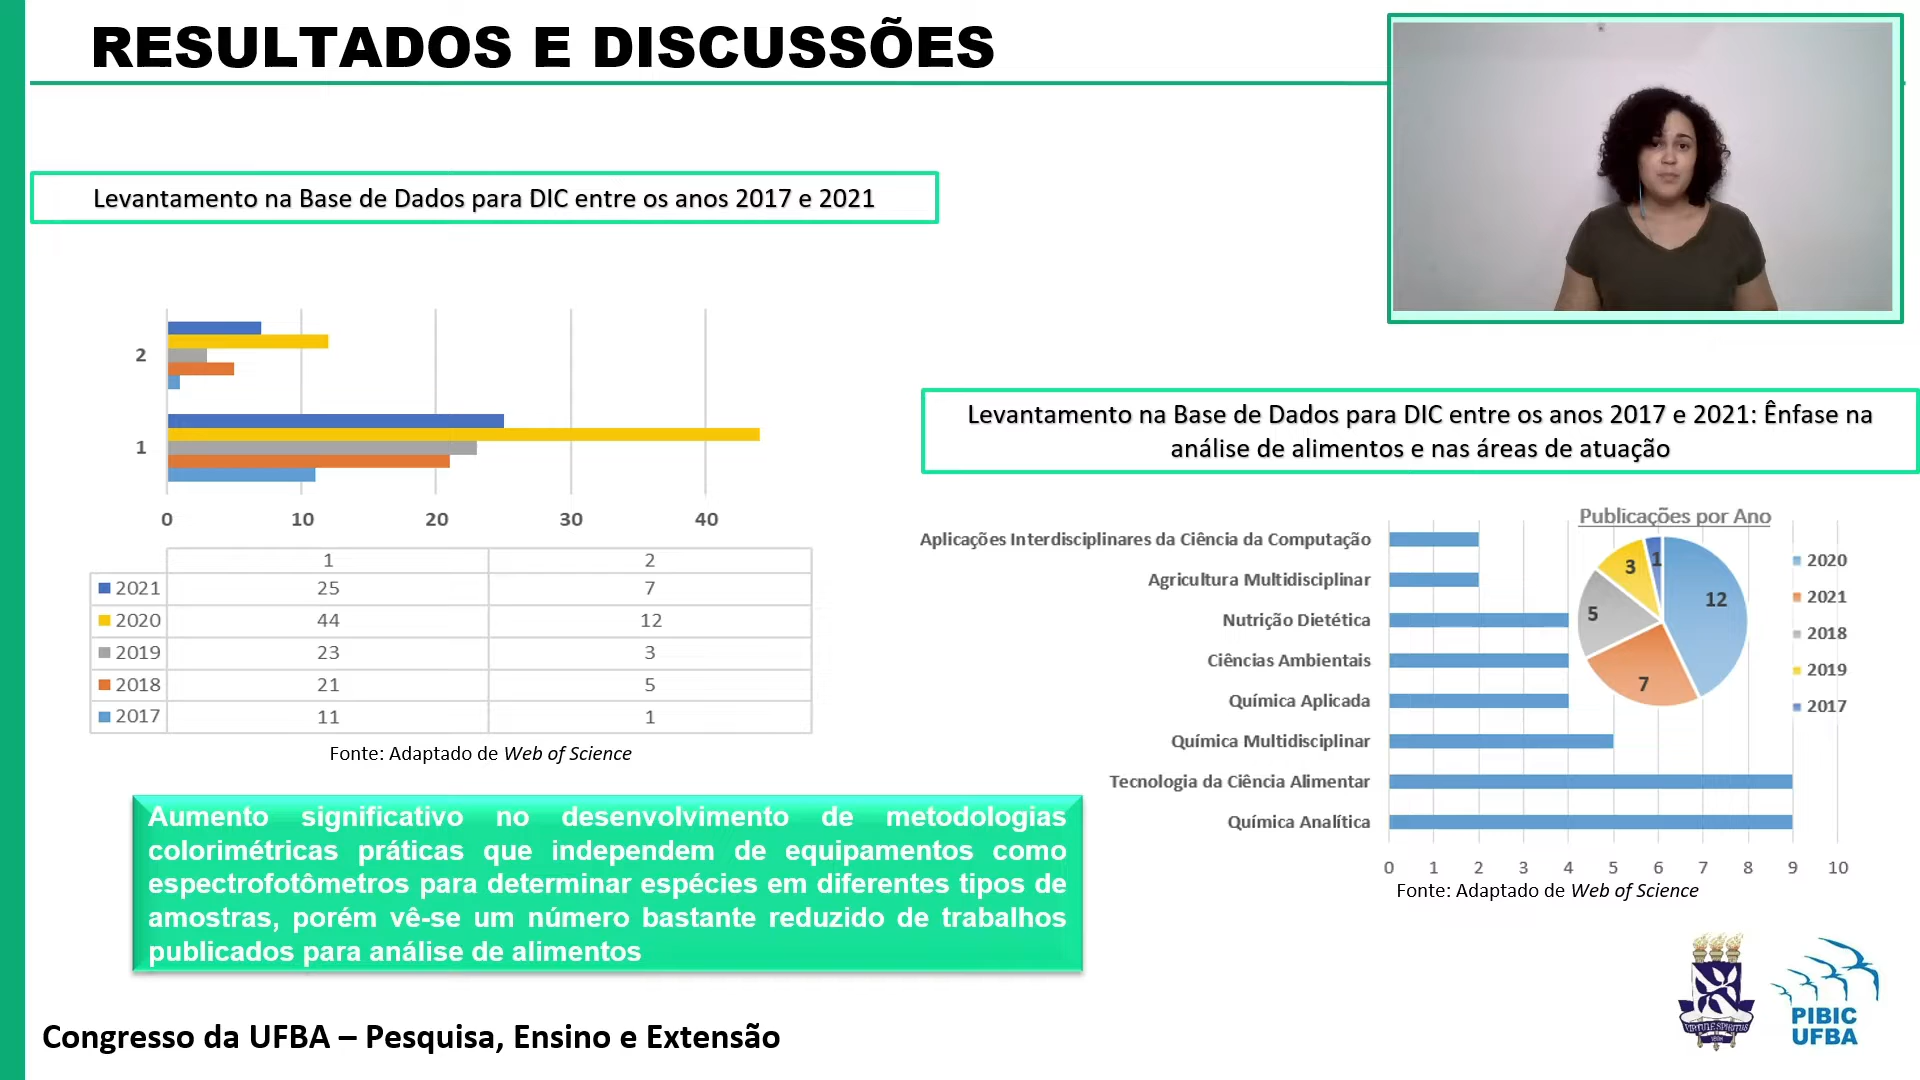 RESULTADOS E DISCUSSÕES
Levantamento na Base de Dados para DIC entre os anos 2017 e 2021
2
1
0 10 20 30 40
1 2
2021 25 7
2020 44 12
2019 23 3
2018 21 5
2017 11 1
Fonte: Adaptado de Web of Science
Aumento significativo no desenvolvimento de metodologias
colorimétricas práticas que independem de equipamentos como
espectrofotômetros para determinar espécies em diferentes tipos de
amostras, porém vê-se um número bastante reduzido de trabalhos
publicados para análise de alimentos
Levantamento na Base de Dados para DIC entre os anos 2017 e 2021: Ênfase na
análise de alimentos e nas áreas de atuação
Publicações por Ano
Aplicações Interdisciplinares da Ciência da Computação
Agricultura Multidisciplinar
Nutrição Dietética
Ciências Ambientais
Química Aplicada
Química Multidisciplinar
Tecnologia da Ciência Alimentar
Química Analítica
0 1 2 3 4 5 6 7 8 9 10
12
7
5
3
1
2020
2021
2018
2019
2017
Fonte: Adaptado de Web of Science
VIRTUTE SPIRITUS
PIBIC
UFBA
Congresso da UFBA – Pesquisa, Ensino e Extensão